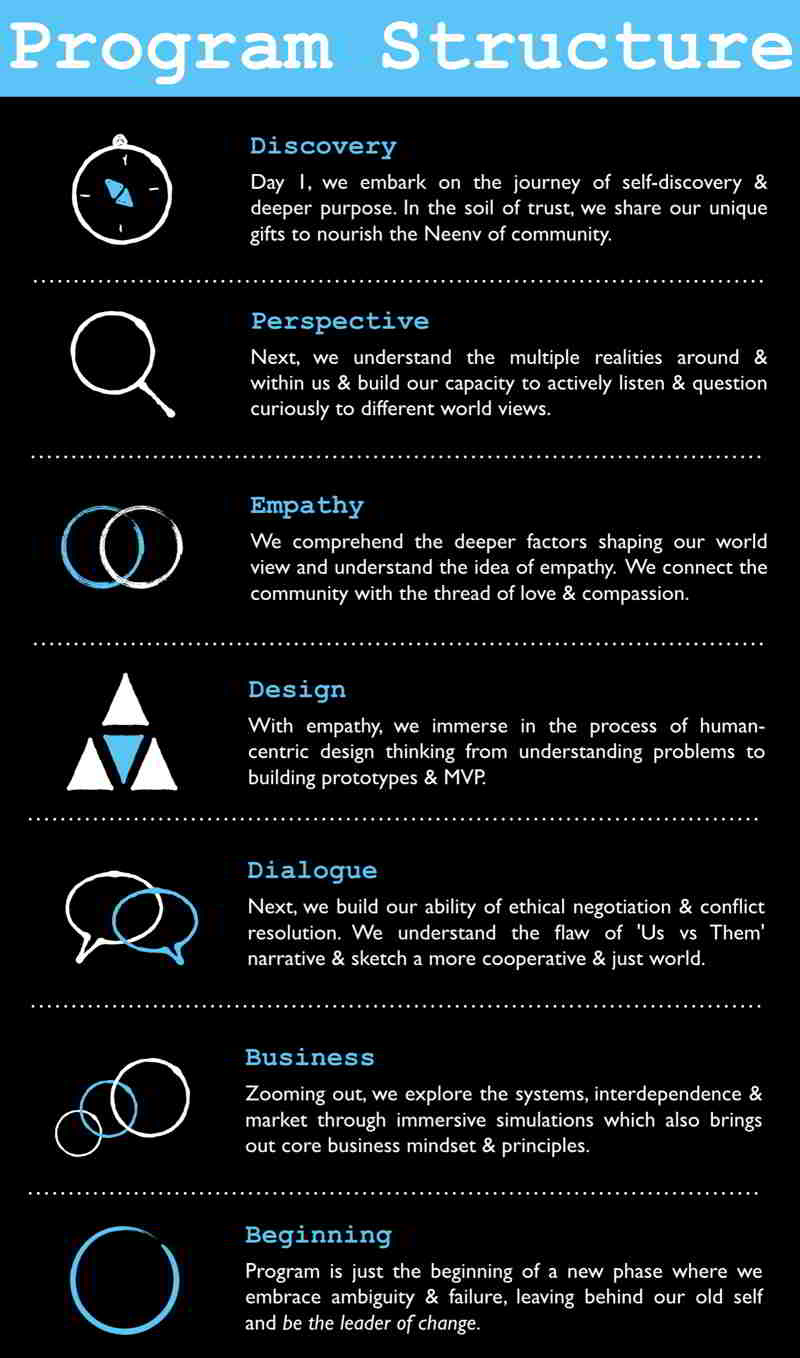 Program Structure
Discovery
Day 1, we embark on the journey of self-discovery &
deeper purpose. In the soil of trust, we share our unique
gifts to nourish the Neenv of community.
Perspective
Next, we understand the multiple realities around &
within us & build our capacity to actively listen & question
curiously to different world views.
Empathy
We comprehend the deeper factors shaping our world
view and understand the idea of empathy. We connect the
community with the thread of love & compassion.
Design
With empathy, we immerse in the process of human-
centric design thinking from understanding problems to
building prototypes & MVP.
Dialogue
Next, we build our ability of ethical negotiation & conflict
resolution. We understand the flaw of 'Us vs Them'
narrative & sketch a more cooperative & just world.
Business
Zooming out, we explore the systems, interdependence &
market through immersive simulations which also brings
out core business mindset & principles.
Beginning
Program is just the beginning of a new phase where we
embrace ambiguity & failure, leaving behind our old self
and be the leader of change.